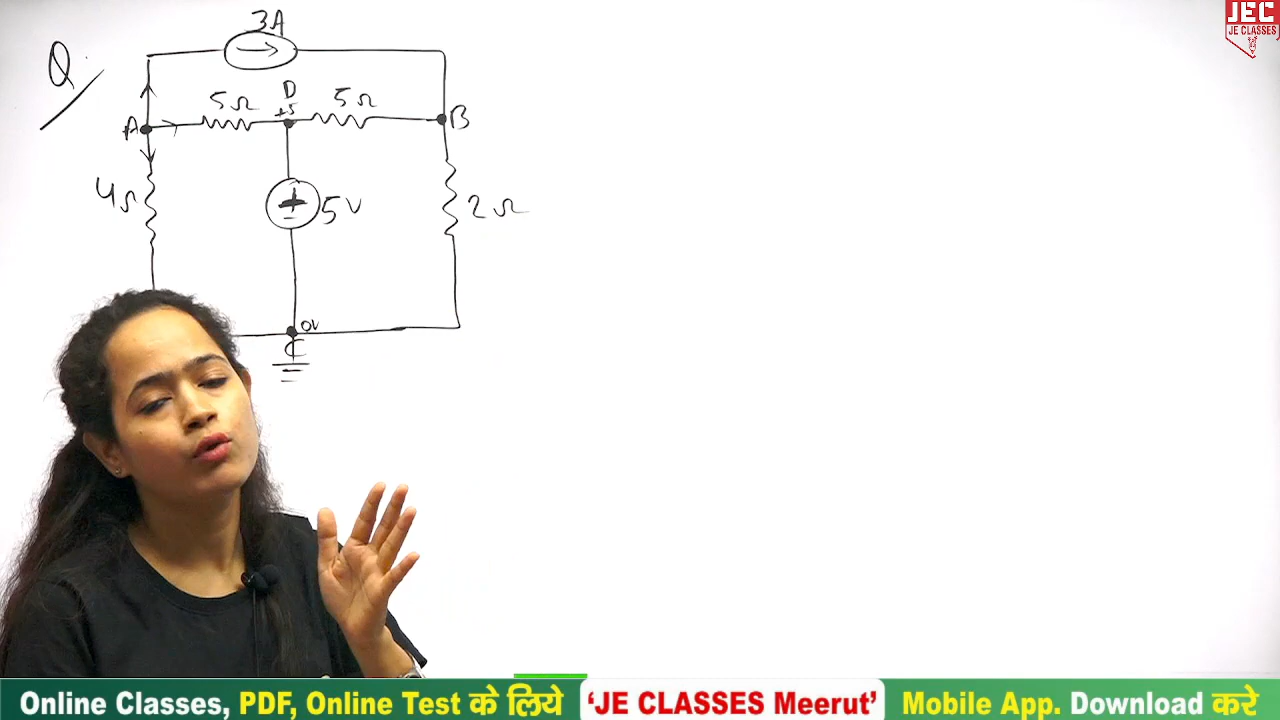 JEC
JE CLASSES
Q.
3A
5Ω
D
+5
5Ω
A
B
4Ω
+
5V
2Ω
0V
C
Online Classes, PDF, Online Test के लिये
‘JE CLASSES Meerut’
Mobile App. Download करे